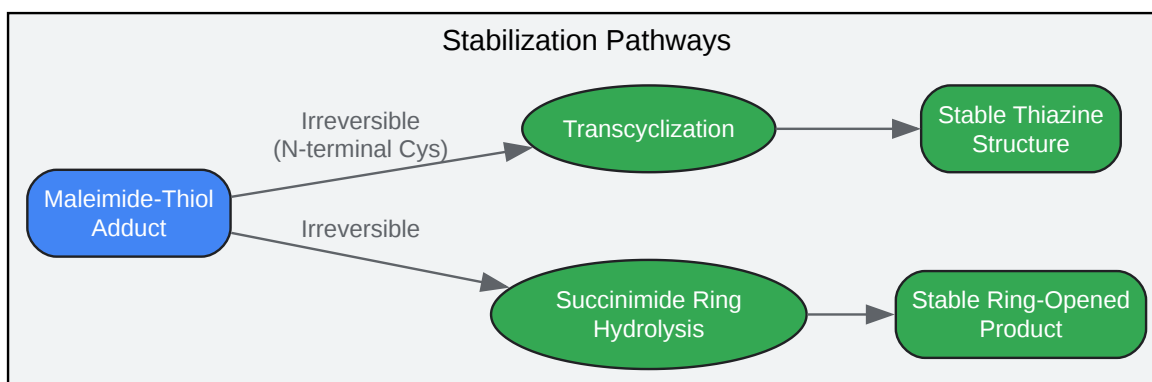 Stabilization Pathways
Irreversible
(N-terminal Cys)
Transcyclization
Stable Thiazine
Structure
Maleimide-Thiol
Adduct
Irreversible
Succinimide Ring
Hydrolysis
Stable Ring-Opened
Product